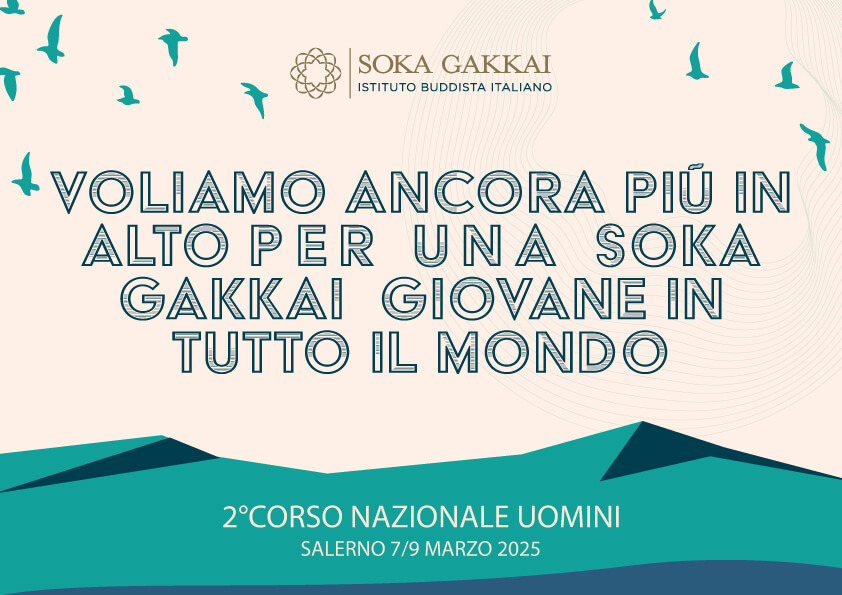 SOKA GAKKAI
ISTITUTO BUDDISTA ITALIANO
VOLIAMO ANCORA PIÚ IN
ALTO PER UNA SOKA
GAKKAI GIOVANE IN
TUTTO IL MONDO
2°CORSO NAZIONALE UOMINI
SALERNO 7/9 MARZO 2025